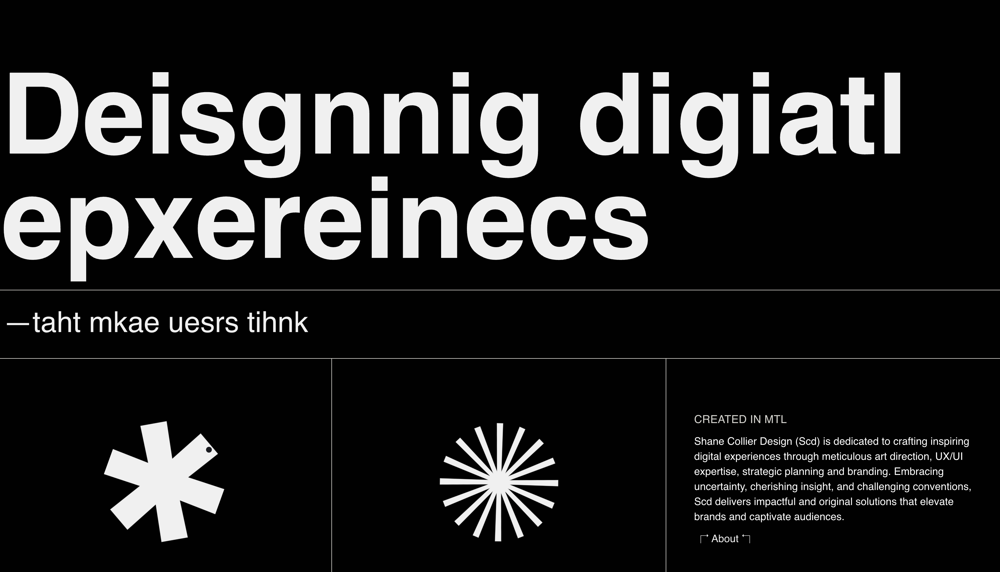 Deisgnnig digiatl
epxereinecs
—taht mkae uesrs tihnk
CREATED IN MTL
Shane Collier Design (Scd) is dedicated to crafting inspiring
digital experiences through meticulous art direction, UX/UI
expertise, strategic planning and branding. Embracing
uncertainty, cherishing insight, and challenging conventions,
Scd delivers impactful and original solutions that elevate
brands and captivate audiences.
About